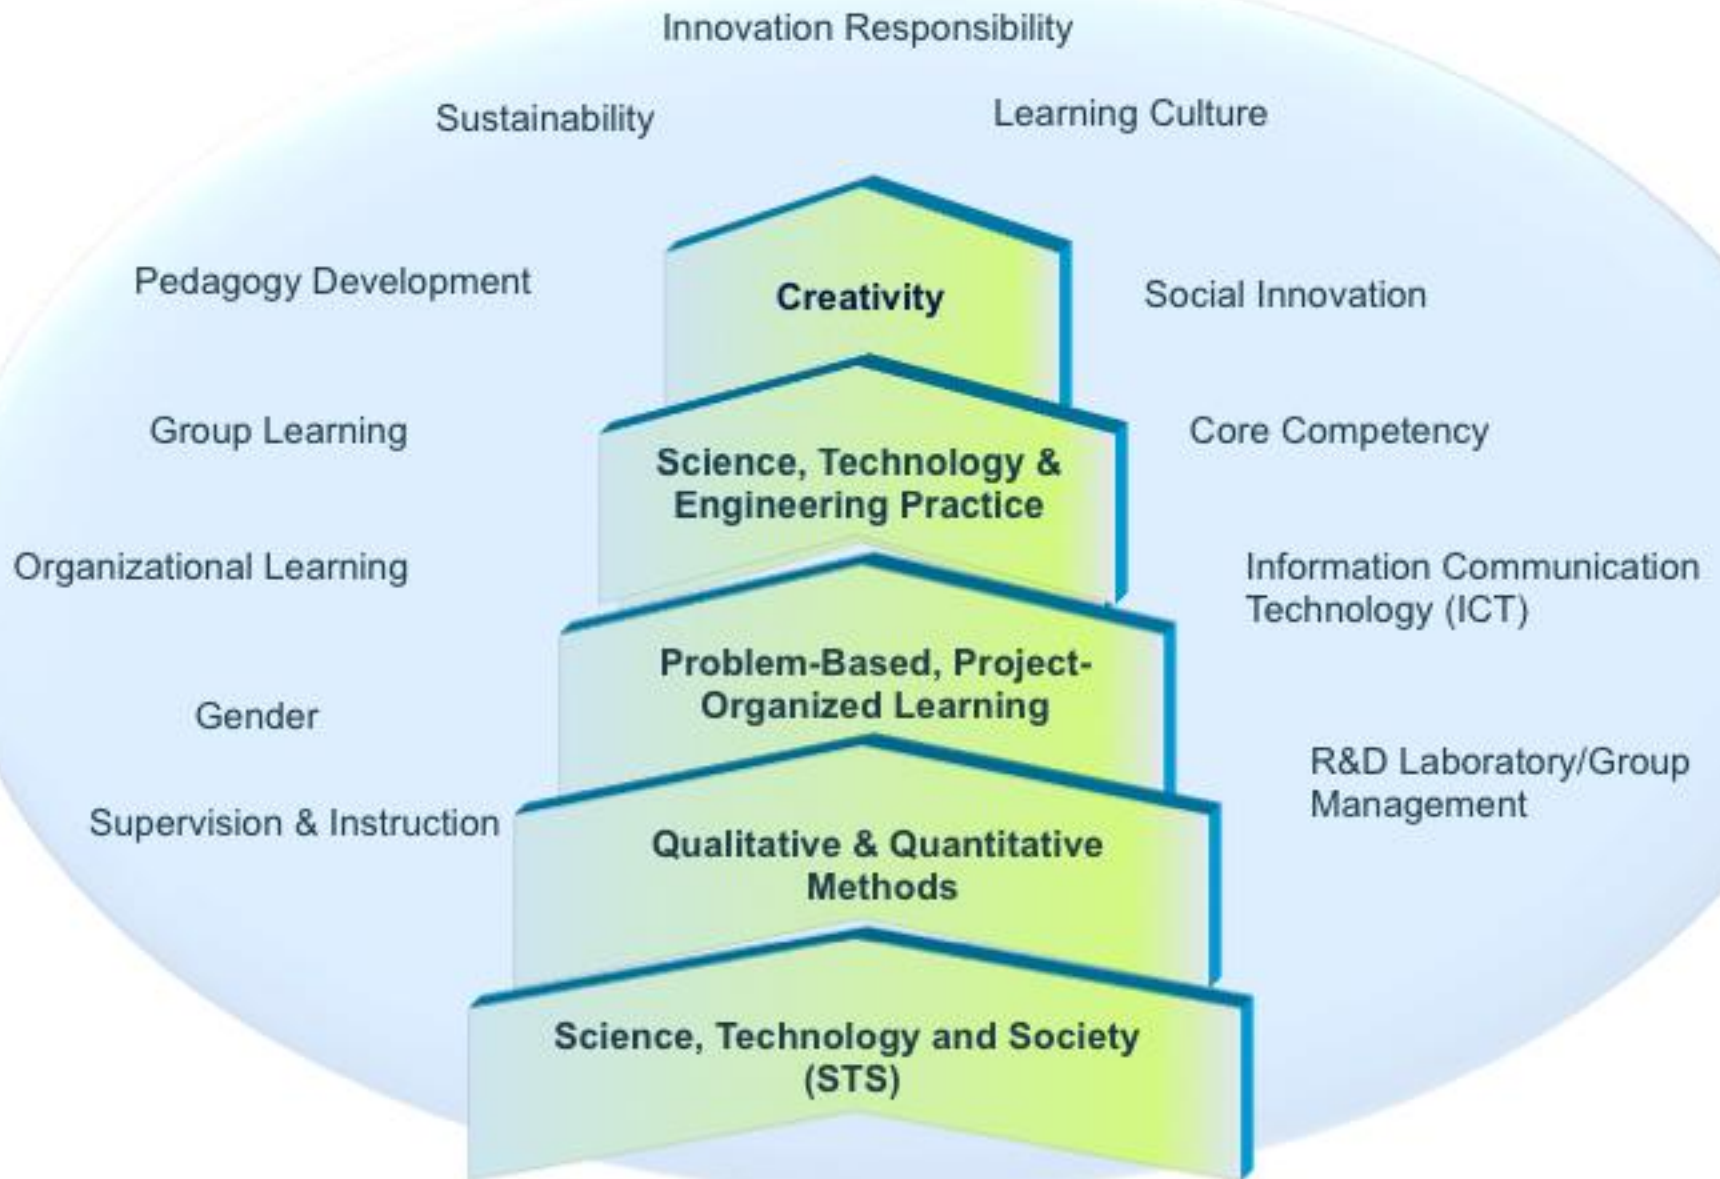 Innovation Responsibility
Sustainability
Learning Culture
Pedagogy Development
Creativity
Social Innovation
Group Learning
Core Competency
Science, Technology &
Engineering Practice
Organizational Learning
Information Communication
Technology (ICT)
Problem-Based, Project-
Organized Learning
Gender
R&D Laboratory/Group
Management
Supervision & Instruction
Qualitative & Quantitative
Methods
Science, Technology and Society
(STS)